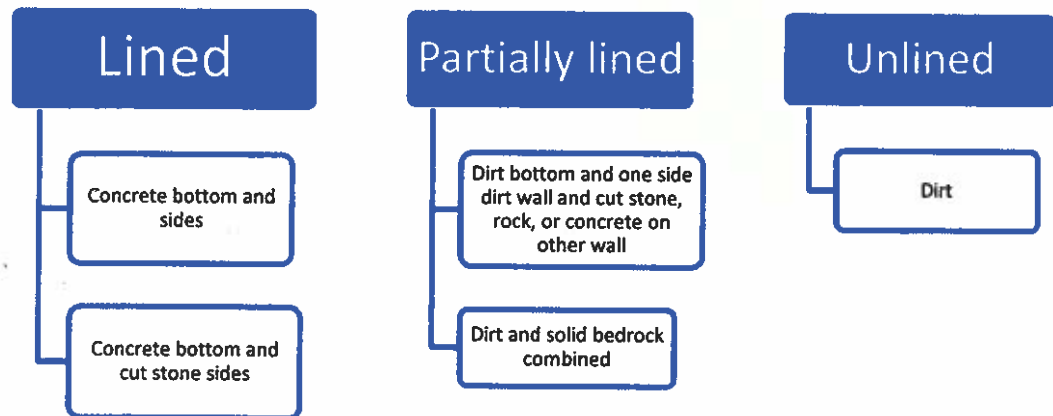 Lined
Concrete bottom and
sides
Concrete bottom and
cut stone sides
Partially lined
Dirt bottom and one side
dirt wall and cut stone,
rock, or concrete on
other wall
Dirt and solid bedrock
combined
Unlined
Dirt